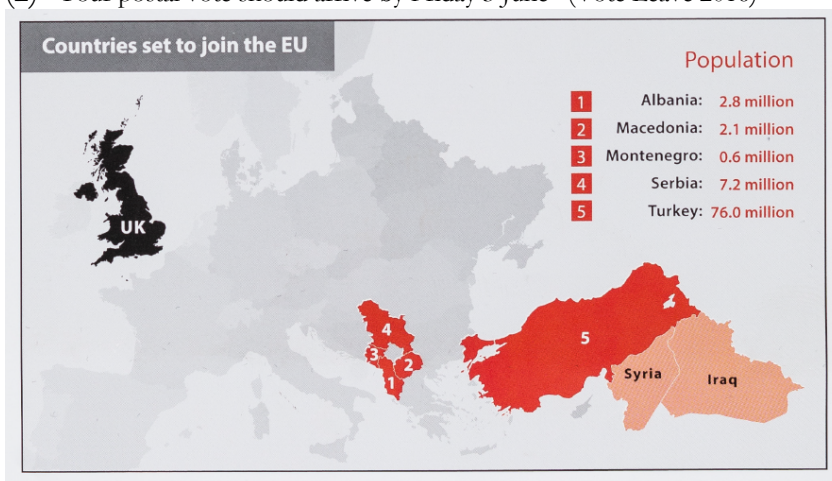 (2) "Your postal vote should arrive by Friday 3 June" (Vote Leave 2016)
Countries set to join the EU
Population
1 Albania: 2.8 million
2 Macedonia: 2.1 million
3 Montenegro: 0.6 million
4 Serbia: 7.2 million
5 Turkey: 76.0 million
UK
4
3
2
1
5
Syria
Iraq